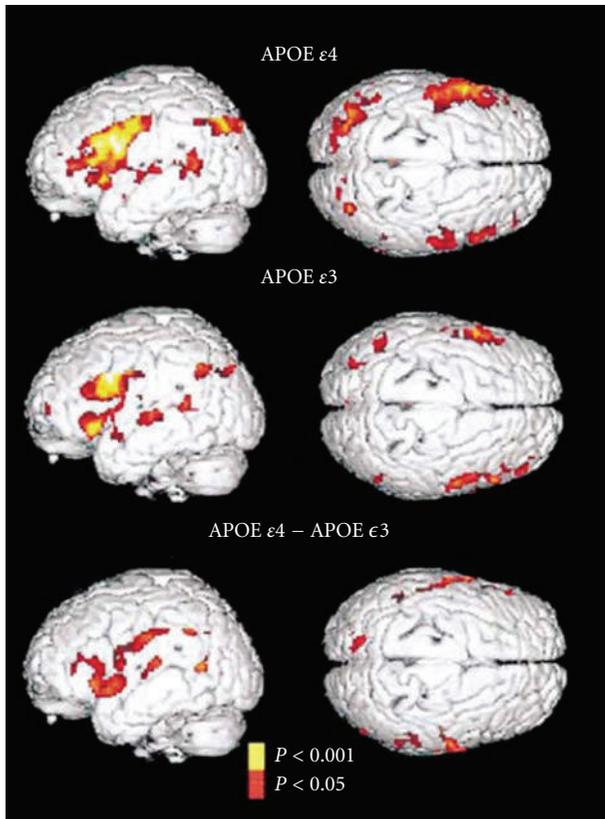 APOE ε4
APOE ε3
APOE ε4 − APOE ϵ3
P < 0.001
P < 0.05